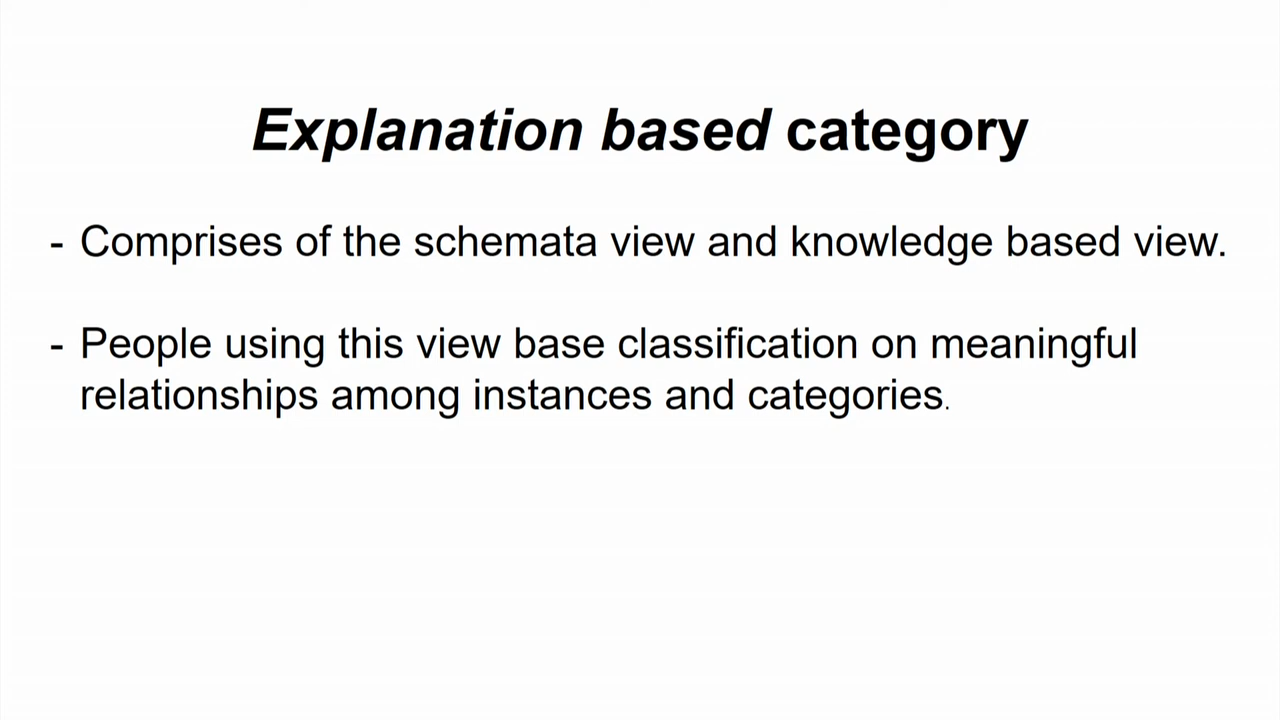 Explanation based category
- Comprises of the schemata view and knowledge based view.
- People using this view base classification on meaningful
relationships among instances and categories.